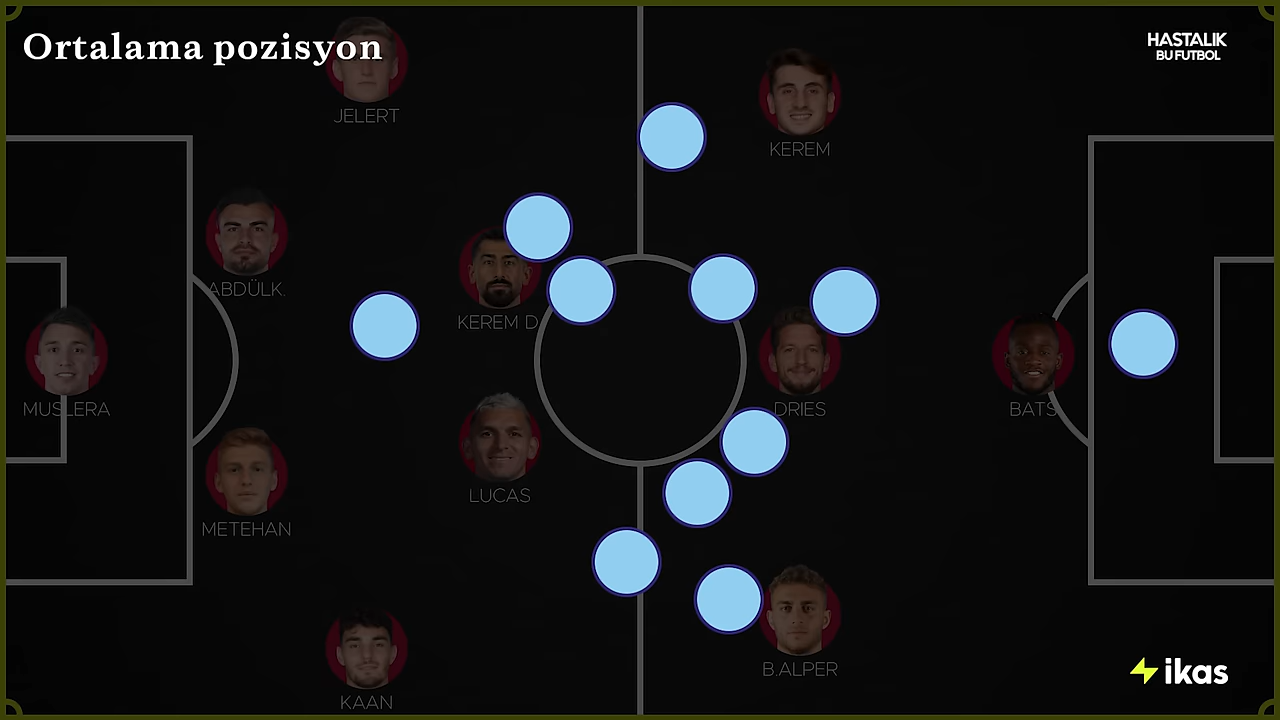 Ortalama pozisyon
HASTALIK
BU FUTBOL
JELERT
KEREM
ABDÜLK.
KEREM D
MUSLERA
DRIES
BATS
LUCAS
METEHAN
B.ALPER
KAAN
ikas